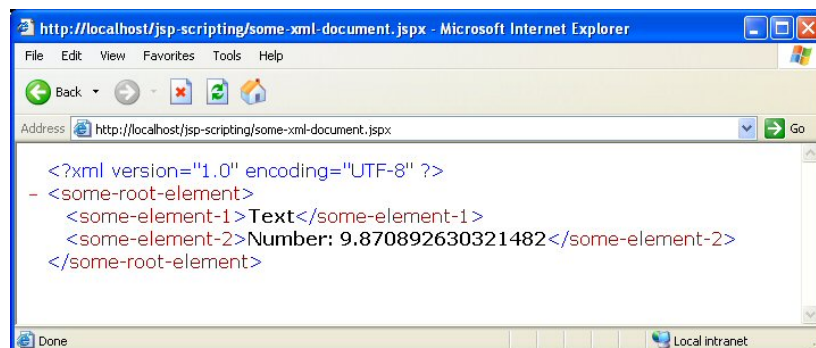 http://localhost/jsp-scripting/some-xml-document.jspx - Microsoft Internet Explorer
File Edit View Favorites Tools Help
Back
Address http://localhost/jsp-scripting/some-xml-document.jspx Go
<?xml version="1.0" encoding="UTF-8" ?>
- <some-root-element>
<some-element-1>Text</some-element-1>
<some-element-2>Number: 9.870892630321482</some-element-2>
</some-root-element>
Done Local intranet